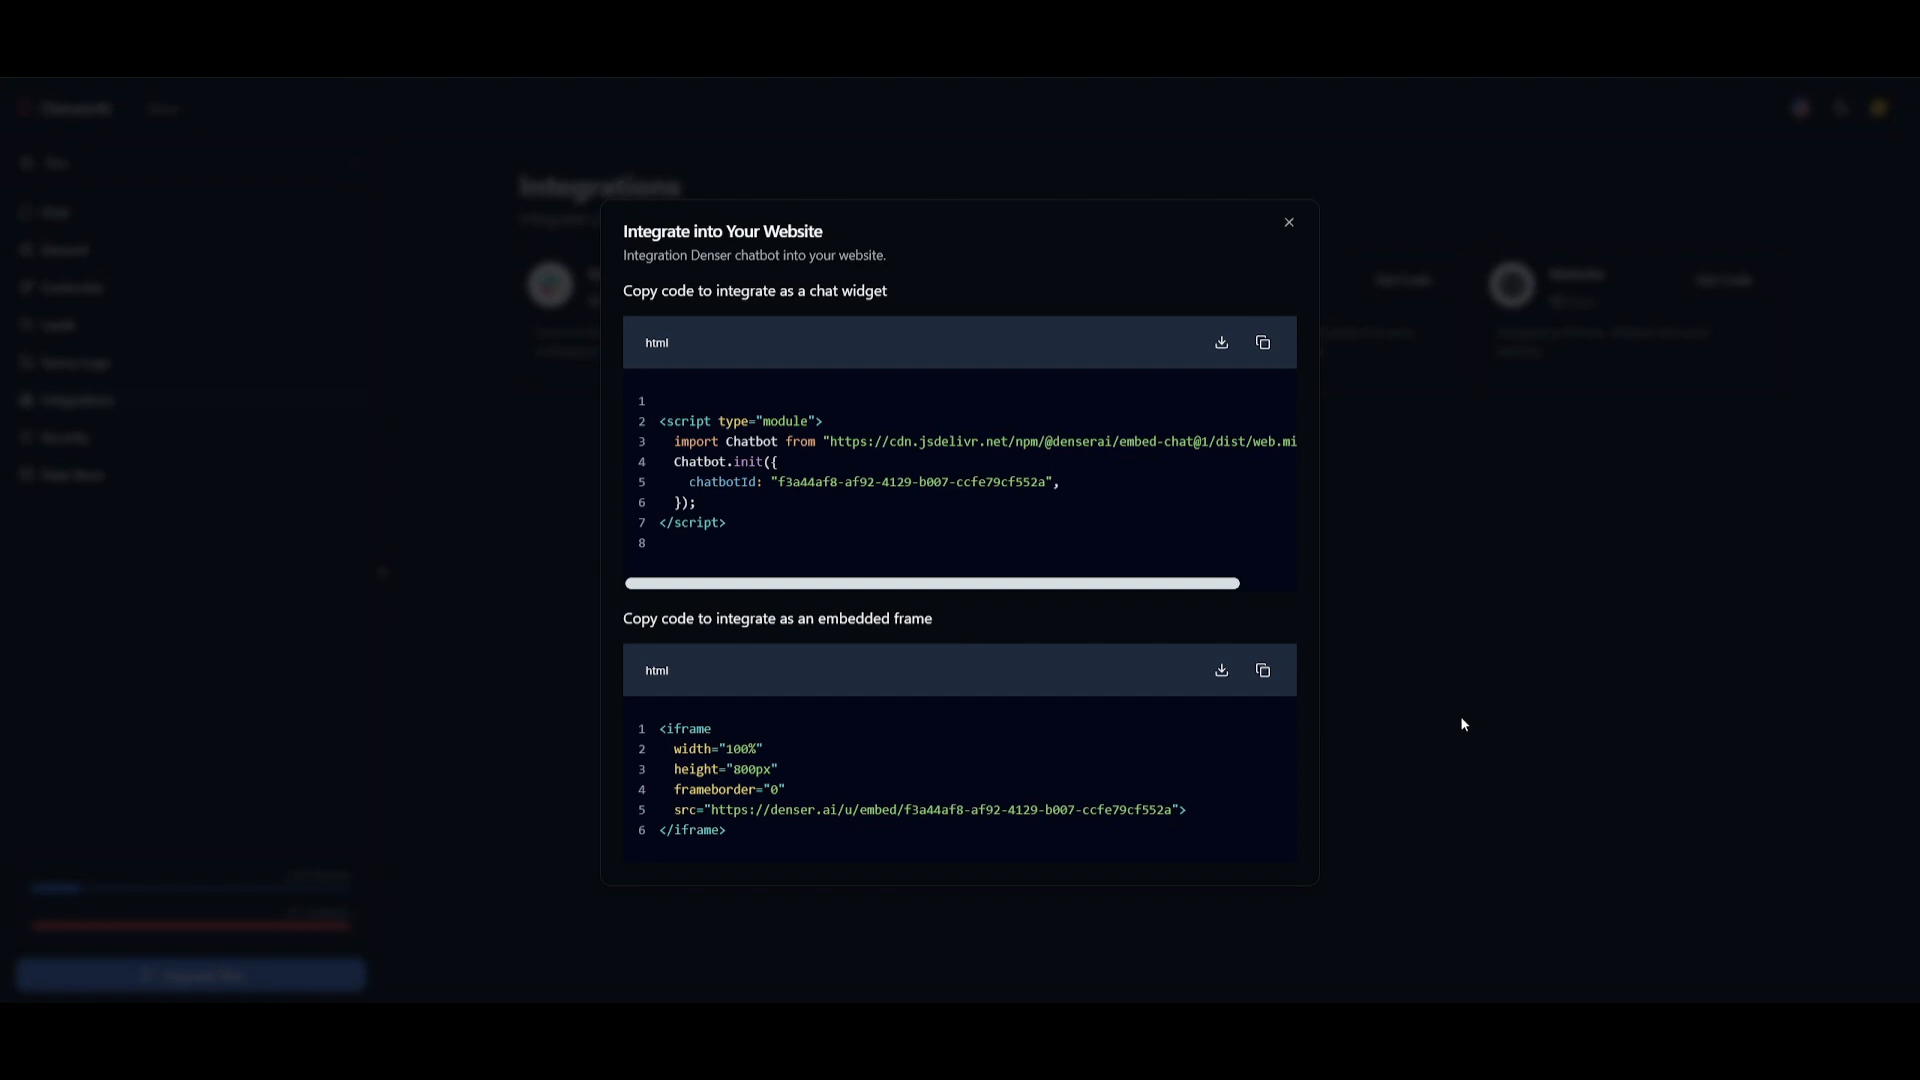 Integrations
Integrate into Your Website
Integration Denser chatbot into your website.
Copy code to integrate as a chat widget
html
1
2 <script type="module">
3 import Chatbot from "https://cdn.jsdelivr.net/npm/@denserai/embed-chat@1/dist/web.mi
4 Chatbot.init({
5 chatbotId: "f3a44af8-af92-4129-b007-ccfe79cf552a",
6 });
7 </script>
8
Copy code to integrate as an embedded frame
html
1 <iframe
2 width="100%"
3 height="800px"
4 frameborder="0"
5 src="https://denser.ai/u/embed/f3a44af8-af92-4129-b007-ccfe79cf552a">
6 </iframe>